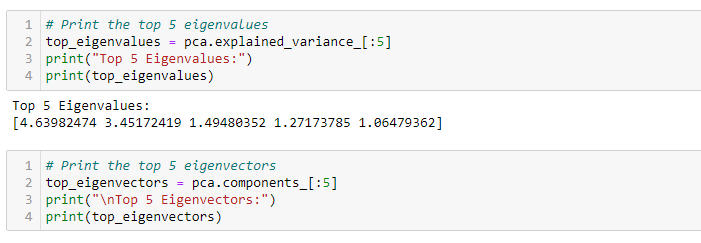 1 # Print the top 5 eigenvalues
2 top_eigenvalues = pca.explained_variance_[:5]
3 print("Top 5 Eigenvalues:")
4 print(top_eigenvalues)
Top 5 Eigenvalues:
[4.63982474 3.45172419 1.49480352 1.27173785 1.06479362]
1 # Print the top 5 eigenvectors
2 top_eigenvectors = pca.components_[:5]
3 print("\nTop 5 Eigenvectors:")
4 print(top_eigenvectors)